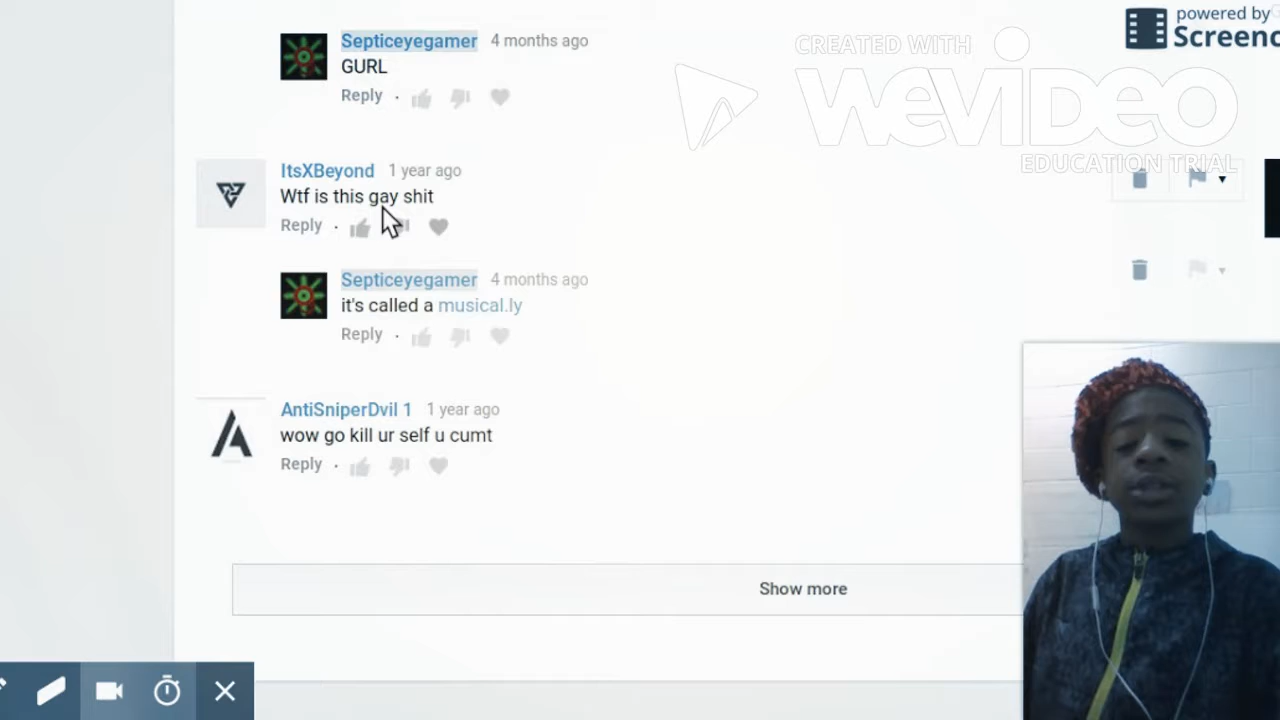 powered by
Screenc
CREATED WITH
WeVideo
EDUCATION TRIAL
Septiceyegamer 4 months ago
GURL
Reply
ItsXBeyond 1 year ago
Wtf is this gay shit
Reply
Septiceyegamer 4 months ago
it's called a musical.ly
Reply
AntiSniperDvil 1 1 year ago
wow go kill ur self u cumt
Reply
Show more